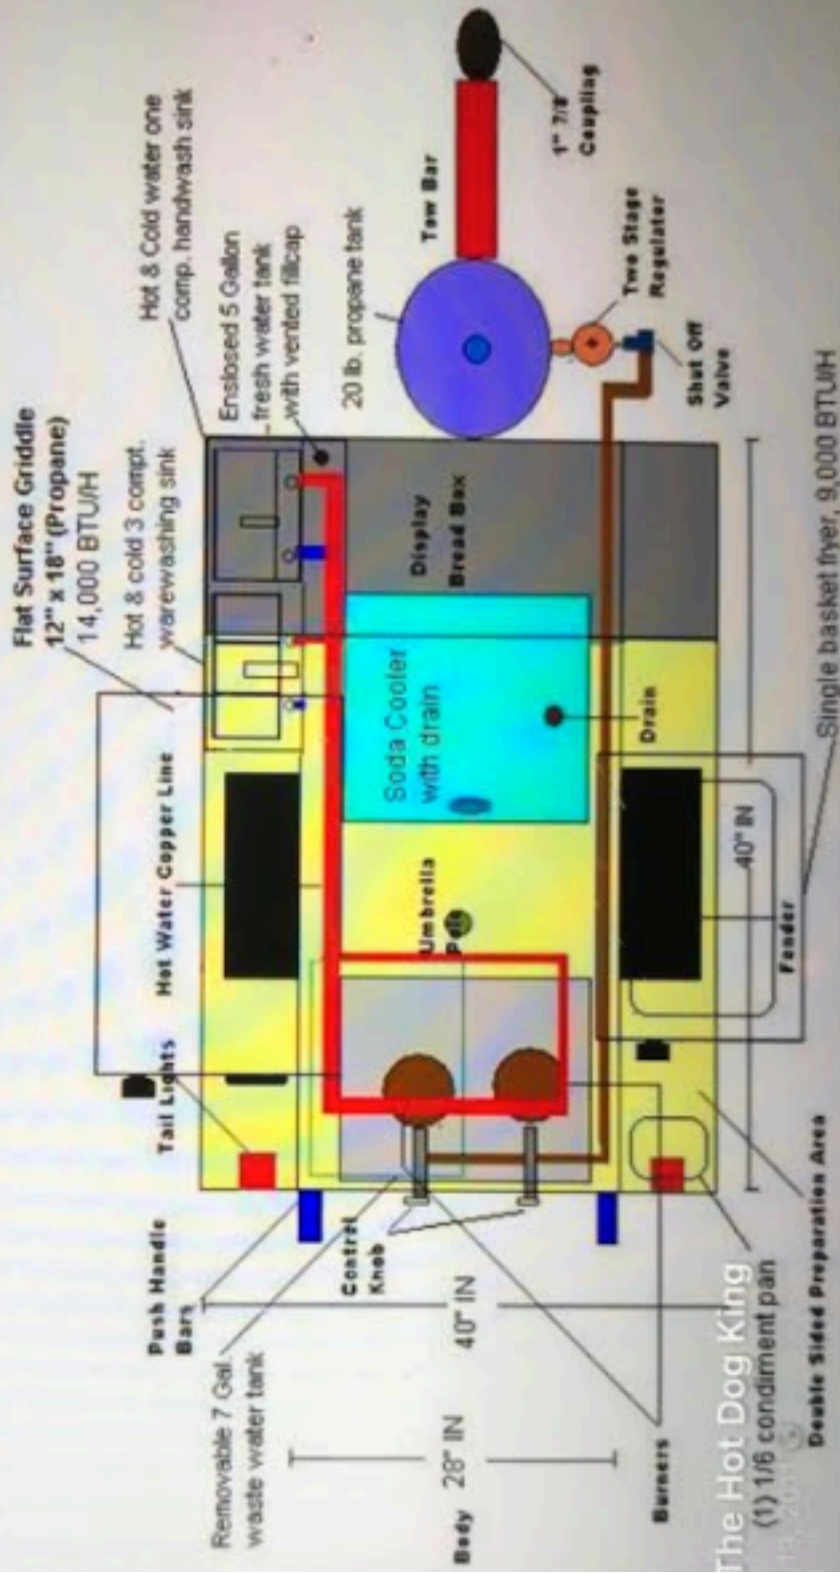 Flat Surface Griddle
12" x 18" (Propane)
14,000 BTU/H
Hot & Cold water one
comp. handwash sink
Hot & cold 3 compt.
warewashing sink
Enslosed 5 Gallon
fresh water tank
with vented fillcap
20 lb. propane tank
Tow Bar
1" 7/8
Coupling
Two Stage
Regulator
Shut Off
Valve
Display
Bread Box
Soda Cooler
with drain
Drain
Hot Water Copper Line
Umbrella
Pole
Tail Lights
40" IN
Fender
Single basket fryer, 9,000 BTU/H
Push Handle
Bars
Control
Knob
Removable 7 Gal.
waste water tank
40" IN
28" IN
Body
Burners
(1) 1/6 condiment pan
Double Sided Preparation Area
The Hot Dog King